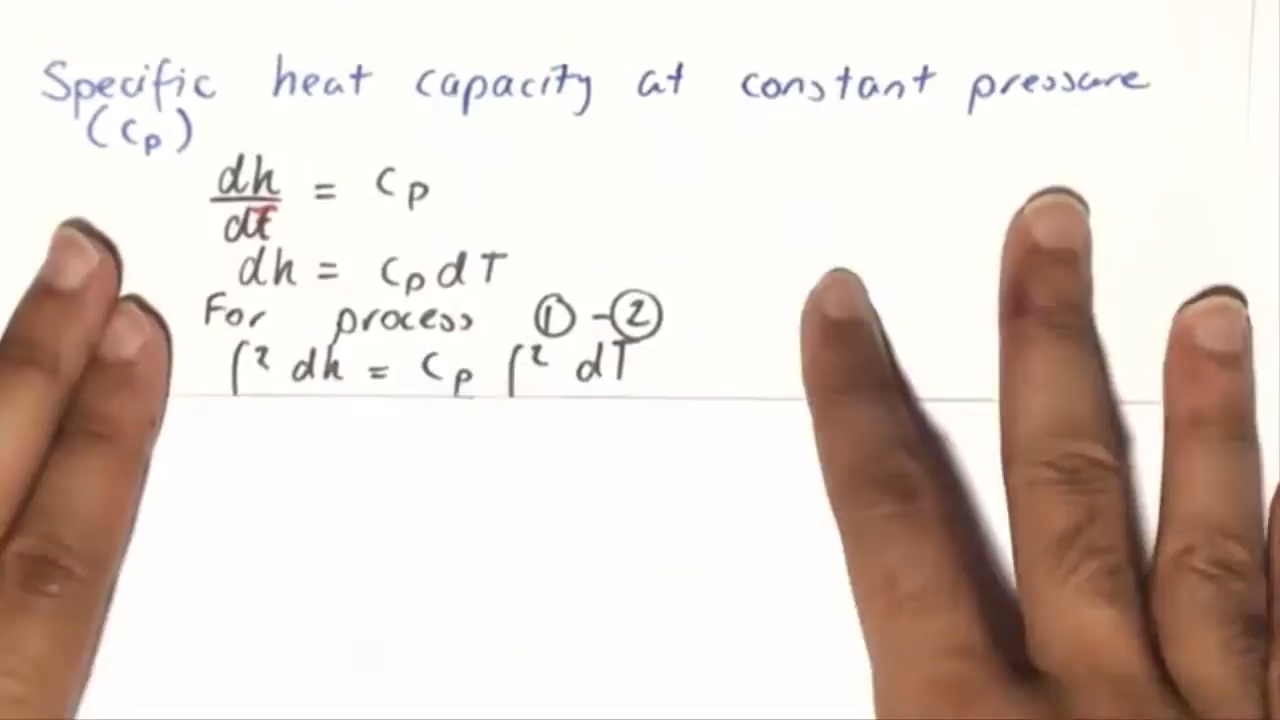 Specific heat capacity at constant pressure
(Cp)
dh/dT = Cp
dh = Cp dT
For process ① - ②
∫² dh = Cp ∫² dT